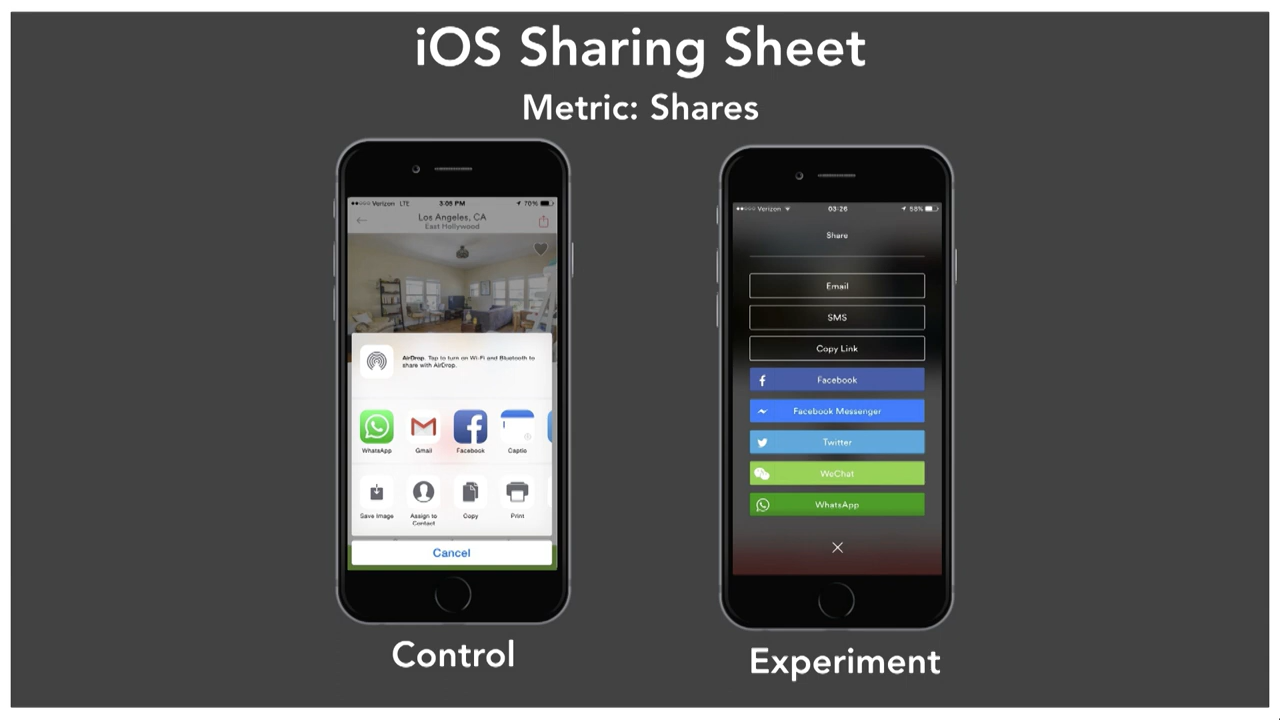 iOS Sharing Sheet
Metric: Shares
Verizon LTE 3:05 PM 70%
Los Angeles, CA
East Hollywood
AirDrop. Tap to turn on Wi-Fi and Bluetooth to
share with AirDrop.
WhatsApp Gmail Facebook Captio
Save Image Assign to Copy Print
Contact
Cancel
Control
Verizon 03:26 58%
Share
Email
SMS
Copy Link
Facebook
Facebook Messenger
Twitter
WeChat
WhatsApp
Experiment